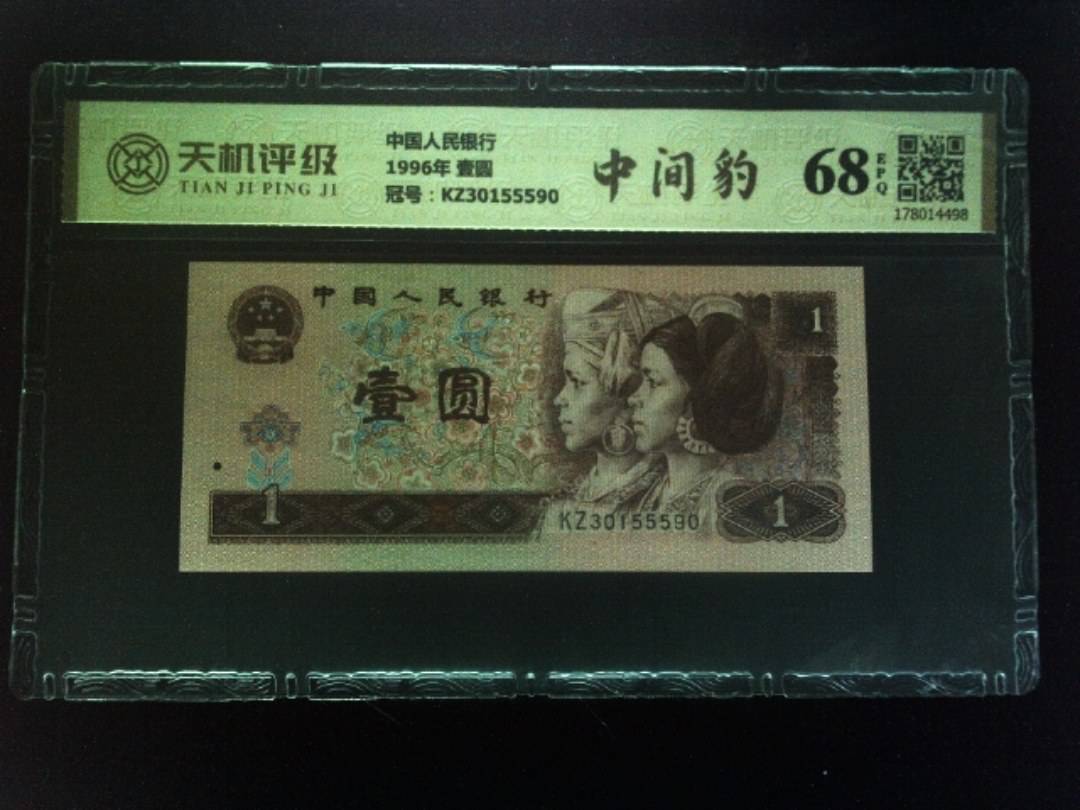 天机评级
TIAN JI PING JI
中国人民银行
1996年 壹圆
冠号：KZ30155590
中间豹
68
EPQ
178014498
中国人民银行
1
壹圆
1
KZ30155590
1